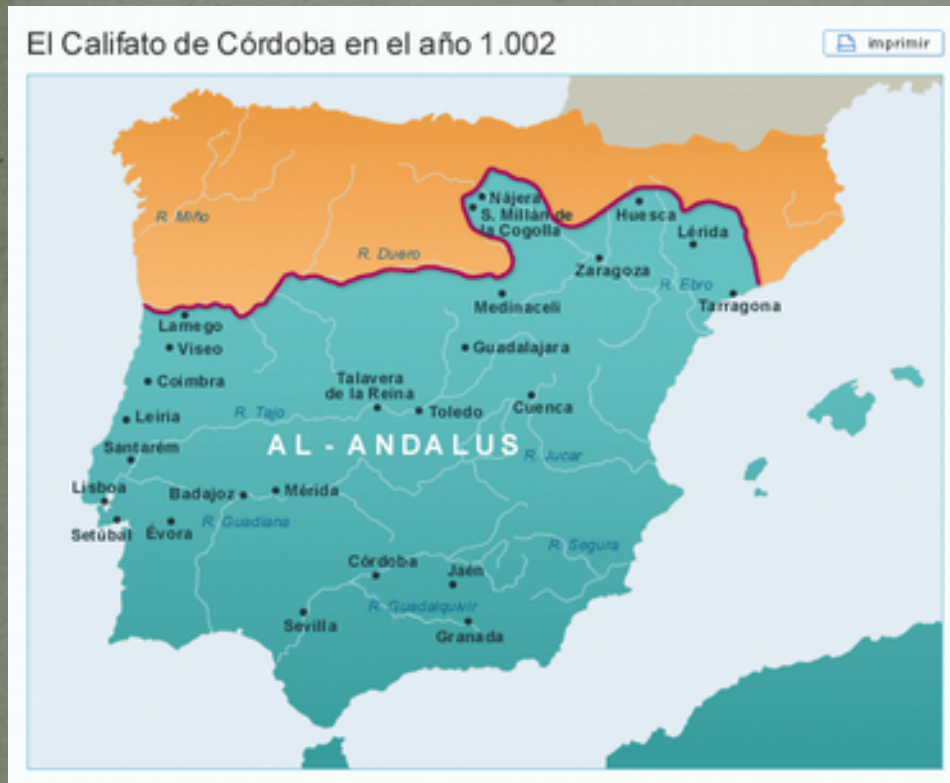 El Califato de Córdoba en el año 1.002
imprimir
Nájera
S. Millán de
la Cogolla
Huesca
Lérida
R. Miño
R. Duero
Zaragoza
R. Ebro
Medinaceli
Tarragona
Lamego
Viseo
Guadalajara
Coimbra
Talavera
de la Reina
Cuenca
Toledo
Leiria
R. Tajo
AL - ANDALUS
Santarém
R. Jucar
Lisboa
Badajoz
Mérida
Setúbal
Évora
R. Guadiana
R. Segura
Córdoba
Jaén
R. Guadalquivir
Sevilla
Granada